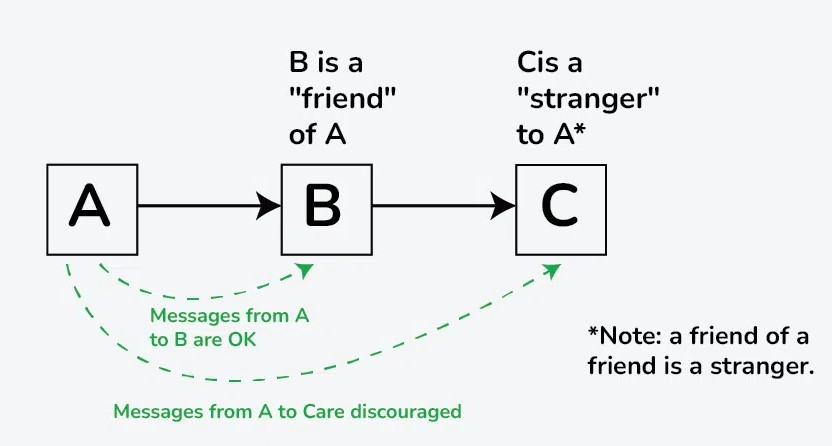 B is a
"friend"
of A
Cis a
"stranger"
to A*
A
B
C
Messages from A
to B are OK
*Note: a friend of a
friend is a stranger.
Messages from A to Care discouraged